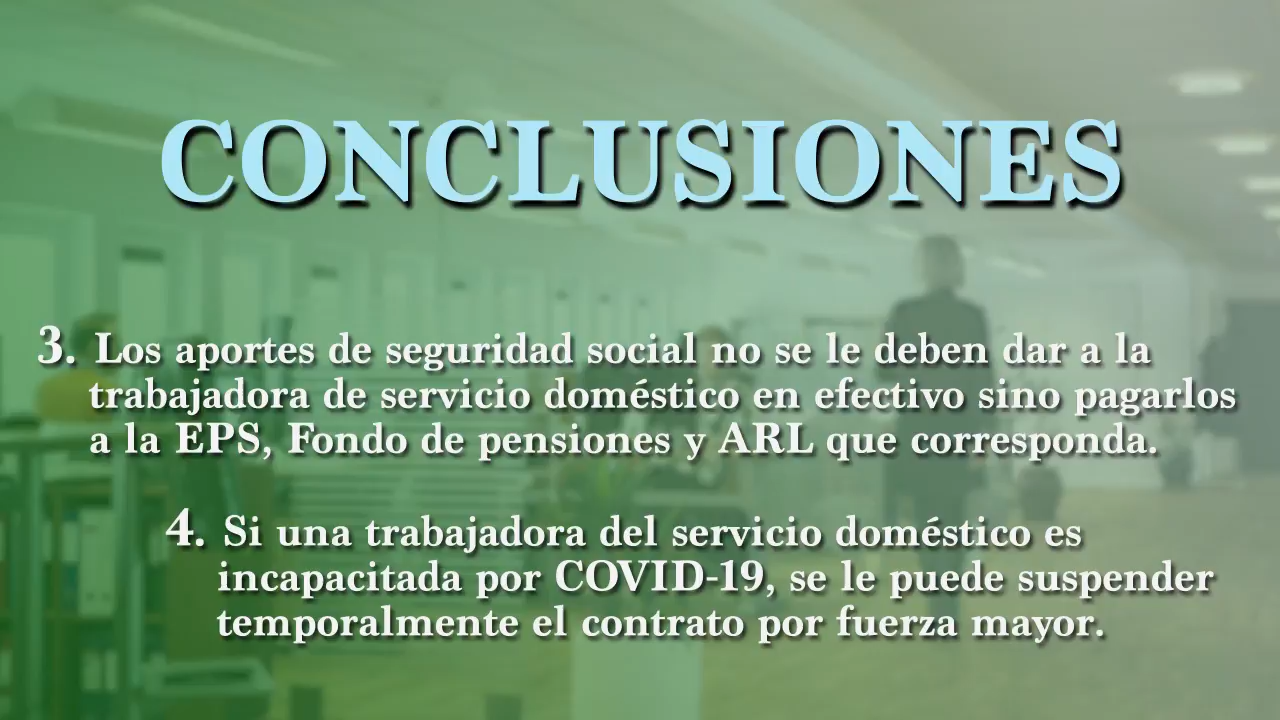 CONCLUSIONES
3. Los aportes de seguridad social no se le deben dar a la
trabajadora de servicio doméstico en efectivo sino pagarlos
a la EPS, Fondo de pensiones y ARL que corresponda.
4. Si una trabajadora del servicio doméstico es
incapacitada por COVID-19, se le puede suspender
temporalmente el contrato por fuerza mayor.